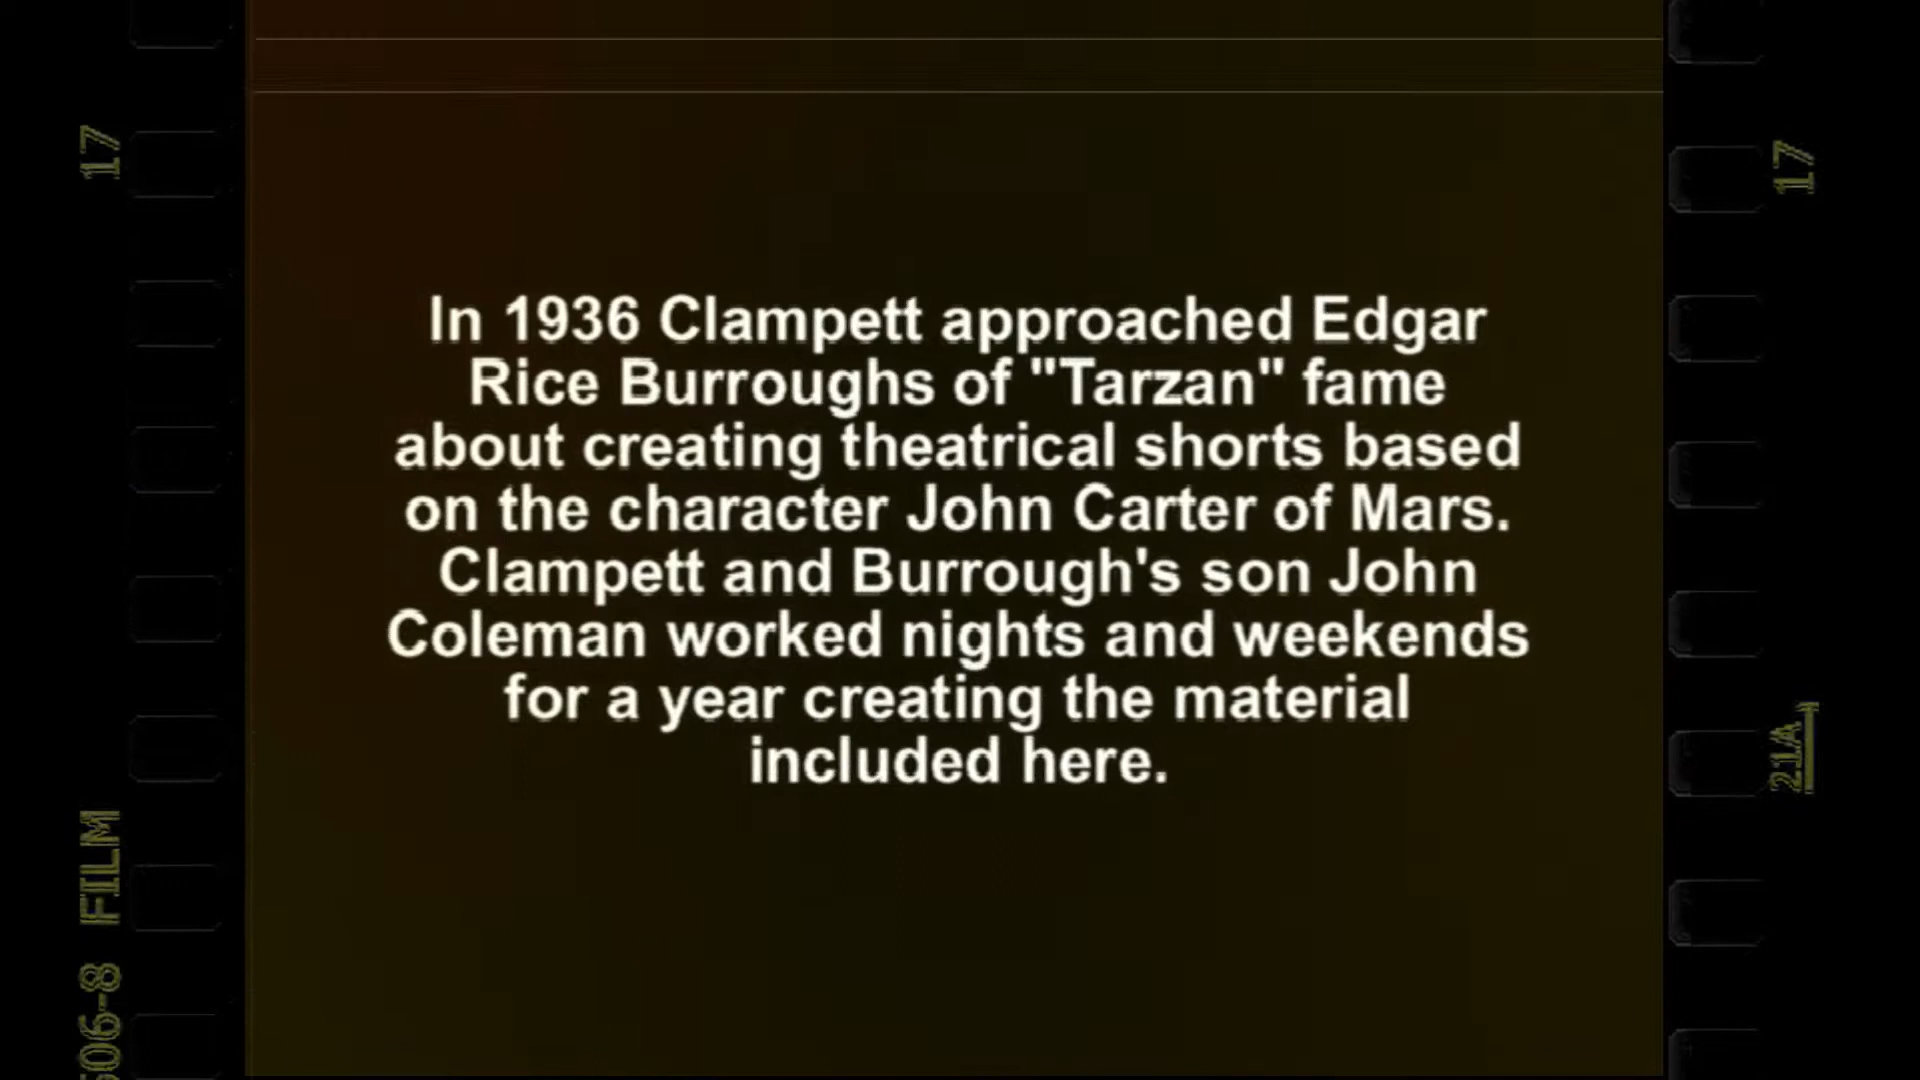 17
17
In 1936 Clampett approached Edgar
Rice Burroughs of "Tarzan" fame
about creating theatrical shorts based
on the character John Carter of Mars.
Clampett and Burrough's son John
Coleman worked nights and weekends
for a year creating the material
included here.
21A
FILM